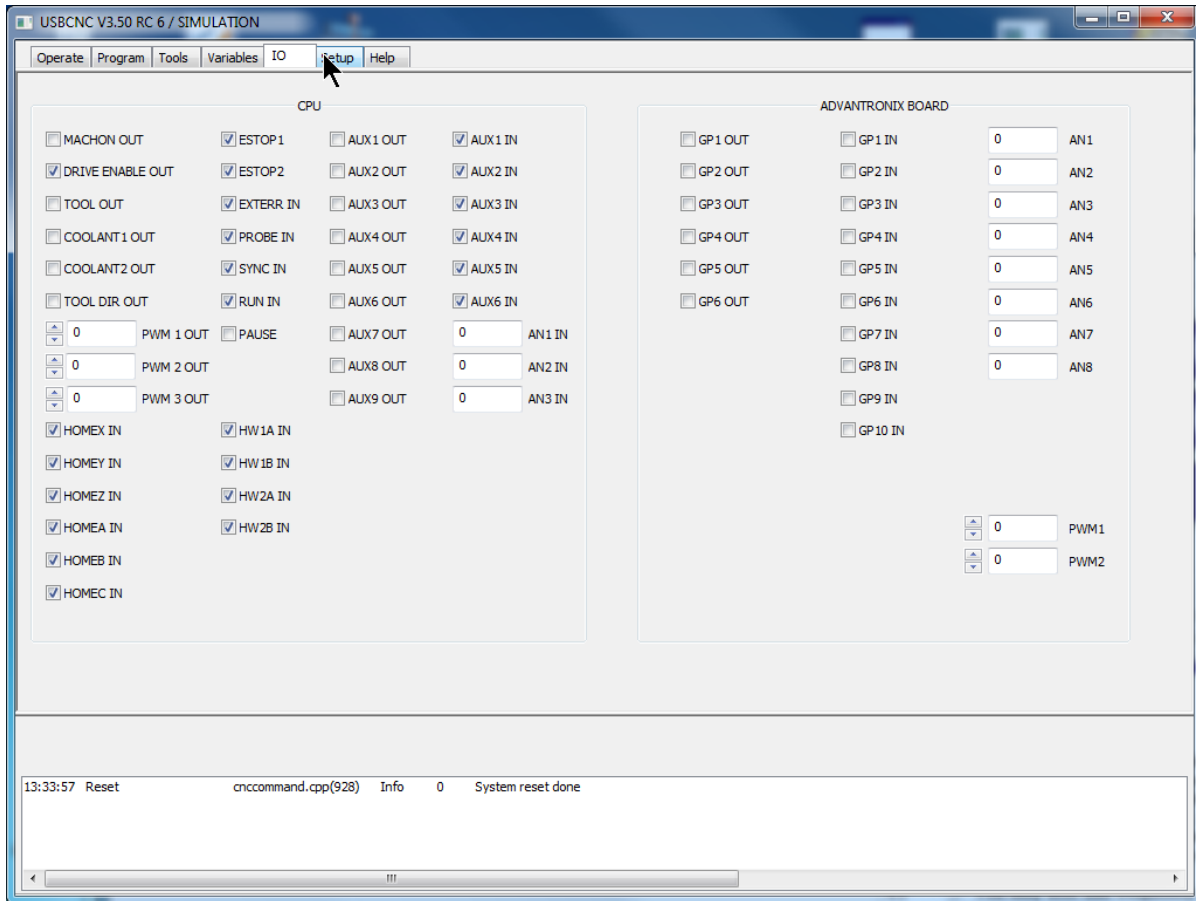 USBCNC V3.50 RC 6 / SIMULATION
Operate Program Tools Variables IO Setup Help
CPU ADVANTRONIX BOARD
MACHON OUT ESTOP1 AUX1 OUT AUX1 IN GP1 OUT GP1 IN 0 AN1
DRIVE ENABLE OUT ESTOP2 AUX2 OUT AUX2 IN GP2 OUT GP2 IN 0 AN2
TOOL OUT EXTERR IN AUX3 OUT AUX3 IN GP3 OUT GP3 IN 0 AN3
COOLANT1 OUT PROBE IN AUX4 OUT AUX4 IN GP4 OUT GP4 IN 0 AN4
COOLANT2 OUT SYNC IN AUX5 OUT AUX5 IN GP5 OUT GP5 IN 0 AN5
TOOL DIR OUT RUN IN AUX6 OUT AUX6 IN GP6 OUT GP6 IN 0 AN6
0 PWM 1 OUT PAUSE AUX7 OUT 0 AN1 IN GP7 IN 0 AN7
0 PWM 2 OUT AUX8 OUT 0 AN2 IN GP8 IN 0 AN8
0 PWM 3 OUT AUX9 OUT 0 AN3 IN GP9 IN
HOMEX IN HW1A IN GP10 IN
HOMEY IN HW1B IN
HOMEZ IN HW2A IN
HOMEA IN HW2B IN 0 PWM1
HOMEB IN 0 PWM2
HOMEC IN
13:33:57 Reset cnccommand.cpp(928) Info 0 System reset done